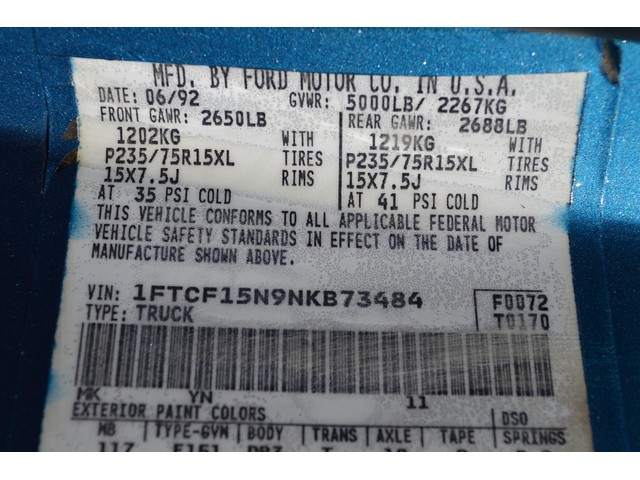 MFD. BY FORD MOTOR CO. IN U.S.A.
DATE: 06/92 GVWR: 5000LB/ 2267KG
FRONT GAWR: 2650LB REAR GAWR: 2688LB
1202KG WITH 1219KG WITH
P235/75R15XL TIRES P235/75R15XL TIRES
15X7.5J RIMS 15X7.5J RIMS
AT 35 PSI COLD AT 41 PSI COLD
THIS VEHICLE CONFORMS TO ALL APPLICABLE FEDERAL MOTOR
VEHICLE SAFETY STANDARDS IN EFFECT ON THE DATE OF
MANUFACTURE SHOWN ABOVE.
VIN: 1FTCF15N9NKB73484 F0072
TYPE: TRUCK T0170
MK YN 11
EXTERIOR PAINT COLORS DSO
WB TYPE-GVM BODY TRANS AXLE TAPE SPRINGS
117 F151